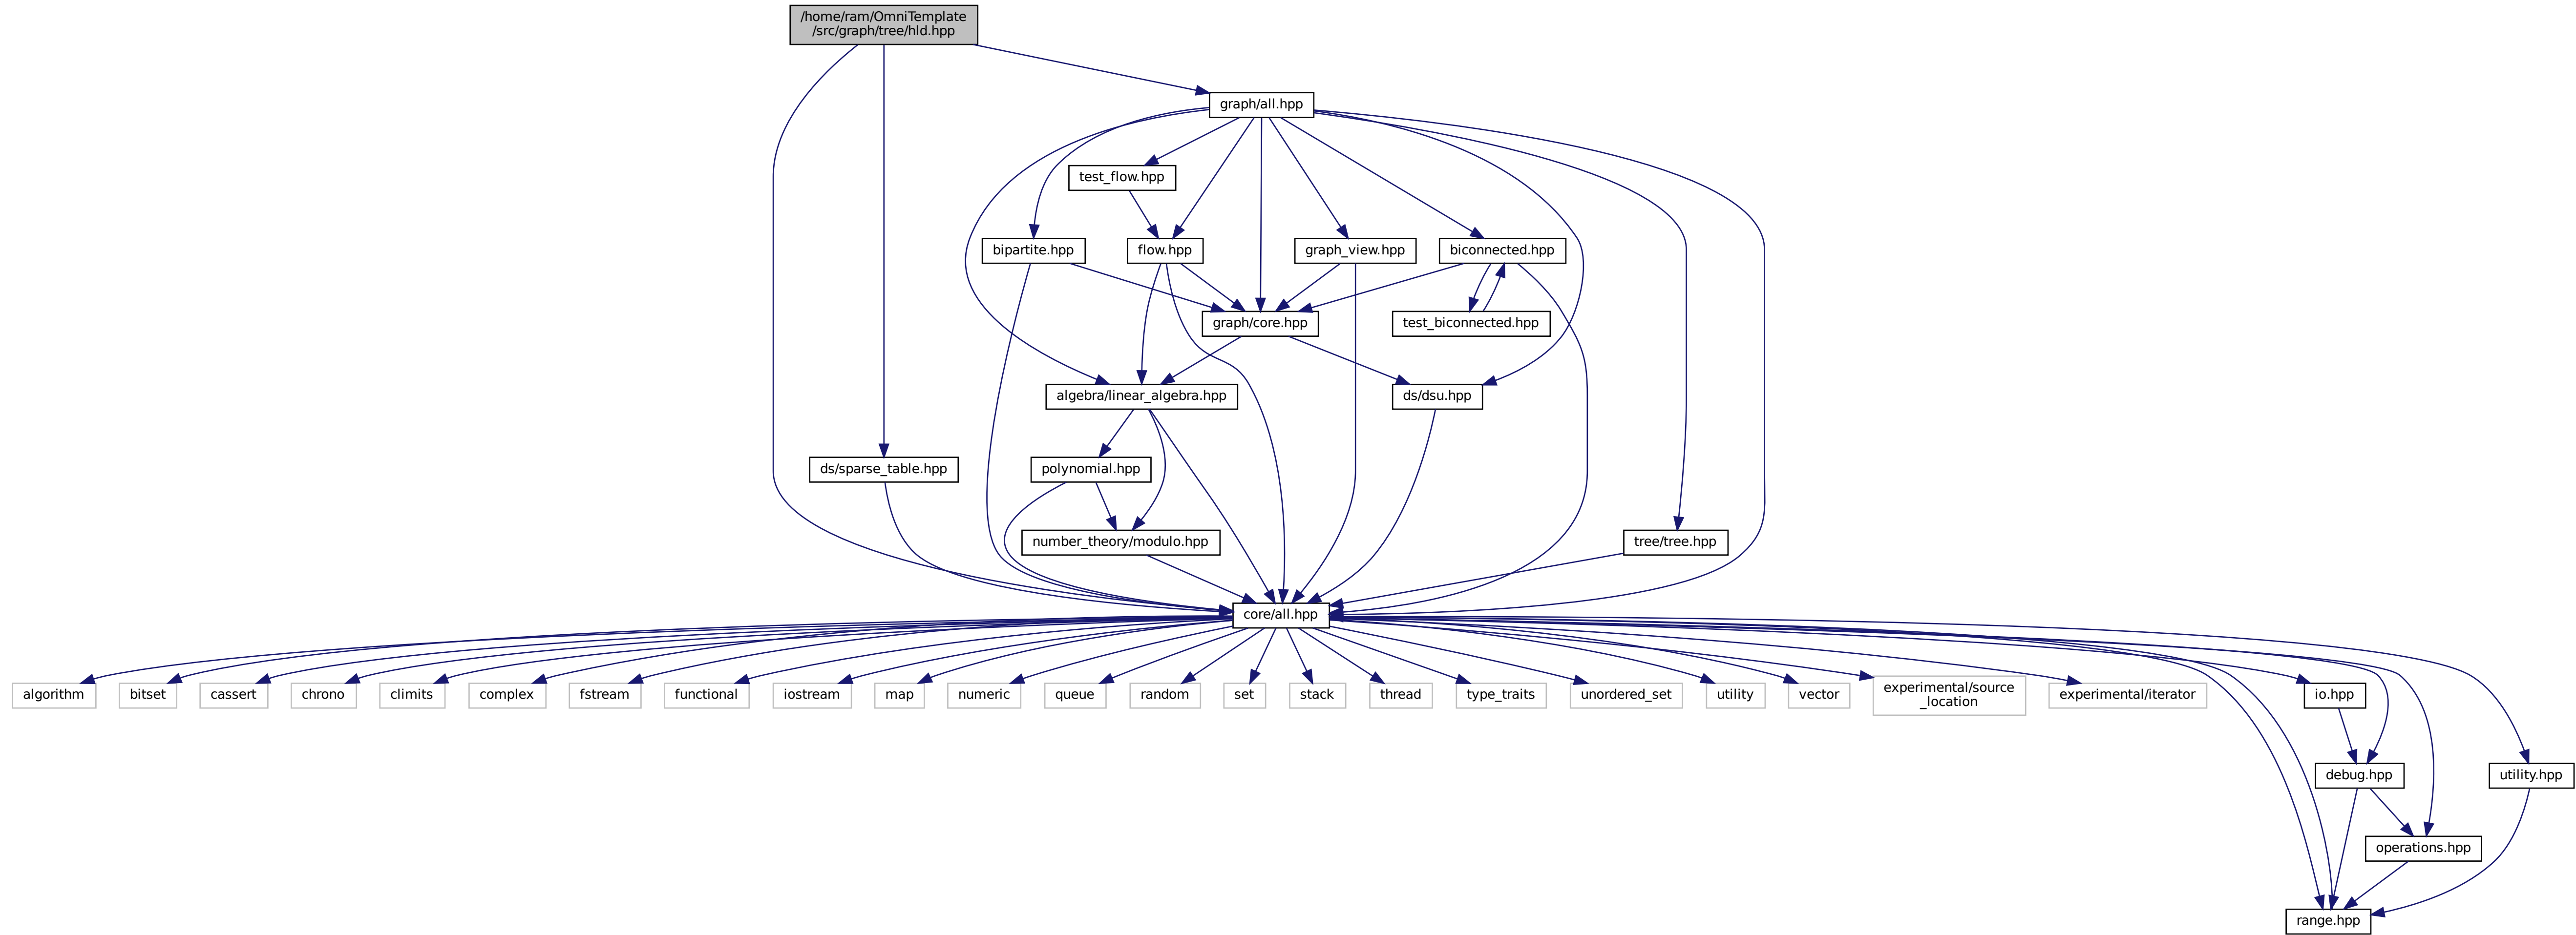 /home/ram/OmniTemplate
/src/graph/tree/hld.hpp
graph/all.hpp
test_flow.hpp
bipartite.hpp
flow.hpp
graph_view.hpp
biconnected.hpp
graph/core.hpp
test_biconnected.hpp
algebra/linear_algebra.hpp
ds/dsu.hpp
ds/sparse_table.hpp
polynomial.hpp
number_theory/modulo.hpp
tree/tree.hpp
core/all.hpp
algorithm
bitset
cassert
chrono
climits
complex
fstream
functional
iostream
map
numeric
queue
random
set
stack
thread
type_traits
unordered_set
utility
vector
experimental/source
_location
experimental/iterator
io.hpp
debug.hpp
utility.hpp
operations.hpp
range.hpp